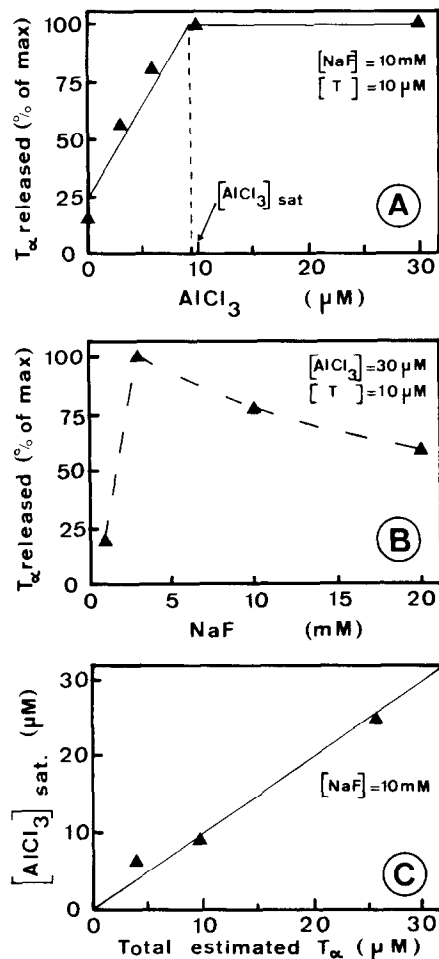 100
75
50
25
0
Tα released (% of max)
[NaF] = 10 mM
[ T ] = 10 μM
[AlCl3] sat
A
0 10 20 30
AlCl3 (μM)
100
75
50
25
0
Tα released (% of max)
[AlCl3] = 30 μM
[ T ] = 10 μM
B
0 5 10 15 20
NaF (mM)
30
20
10
0
[AlCl3] sat. (μM)
[NaF] = 10 mM
C
0 10 20 30
Total estimated Tα (μM)